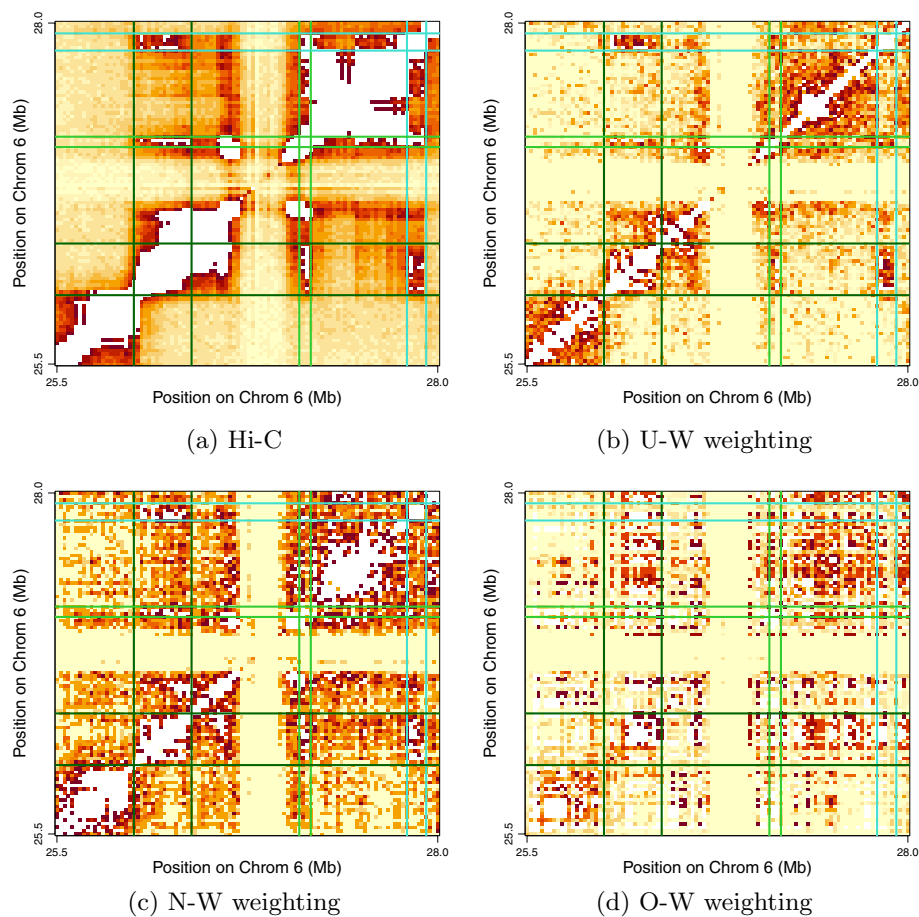 28.0
Position on Chrom 6 (Mb)
25.5
25.5
28.0
Position on Chrom 6 (Mb)
(a) Hi-C
28.0
Position on Chrom 6 (Mb)
25.5
25.5
28.0
Position on Chrom 6 (Mb)
(b) U-W weighting
28.0
Position on Chrom 6 (Mb)
25.5
25.5
28.0
Position on Chrom 6 (Mb)
(c) N-W weighting
28.0
Position on Chrom 6 (Mb)
25.5
25.5
28.0
Position on Chrom 6 (Mb)
(d) O-W weighting